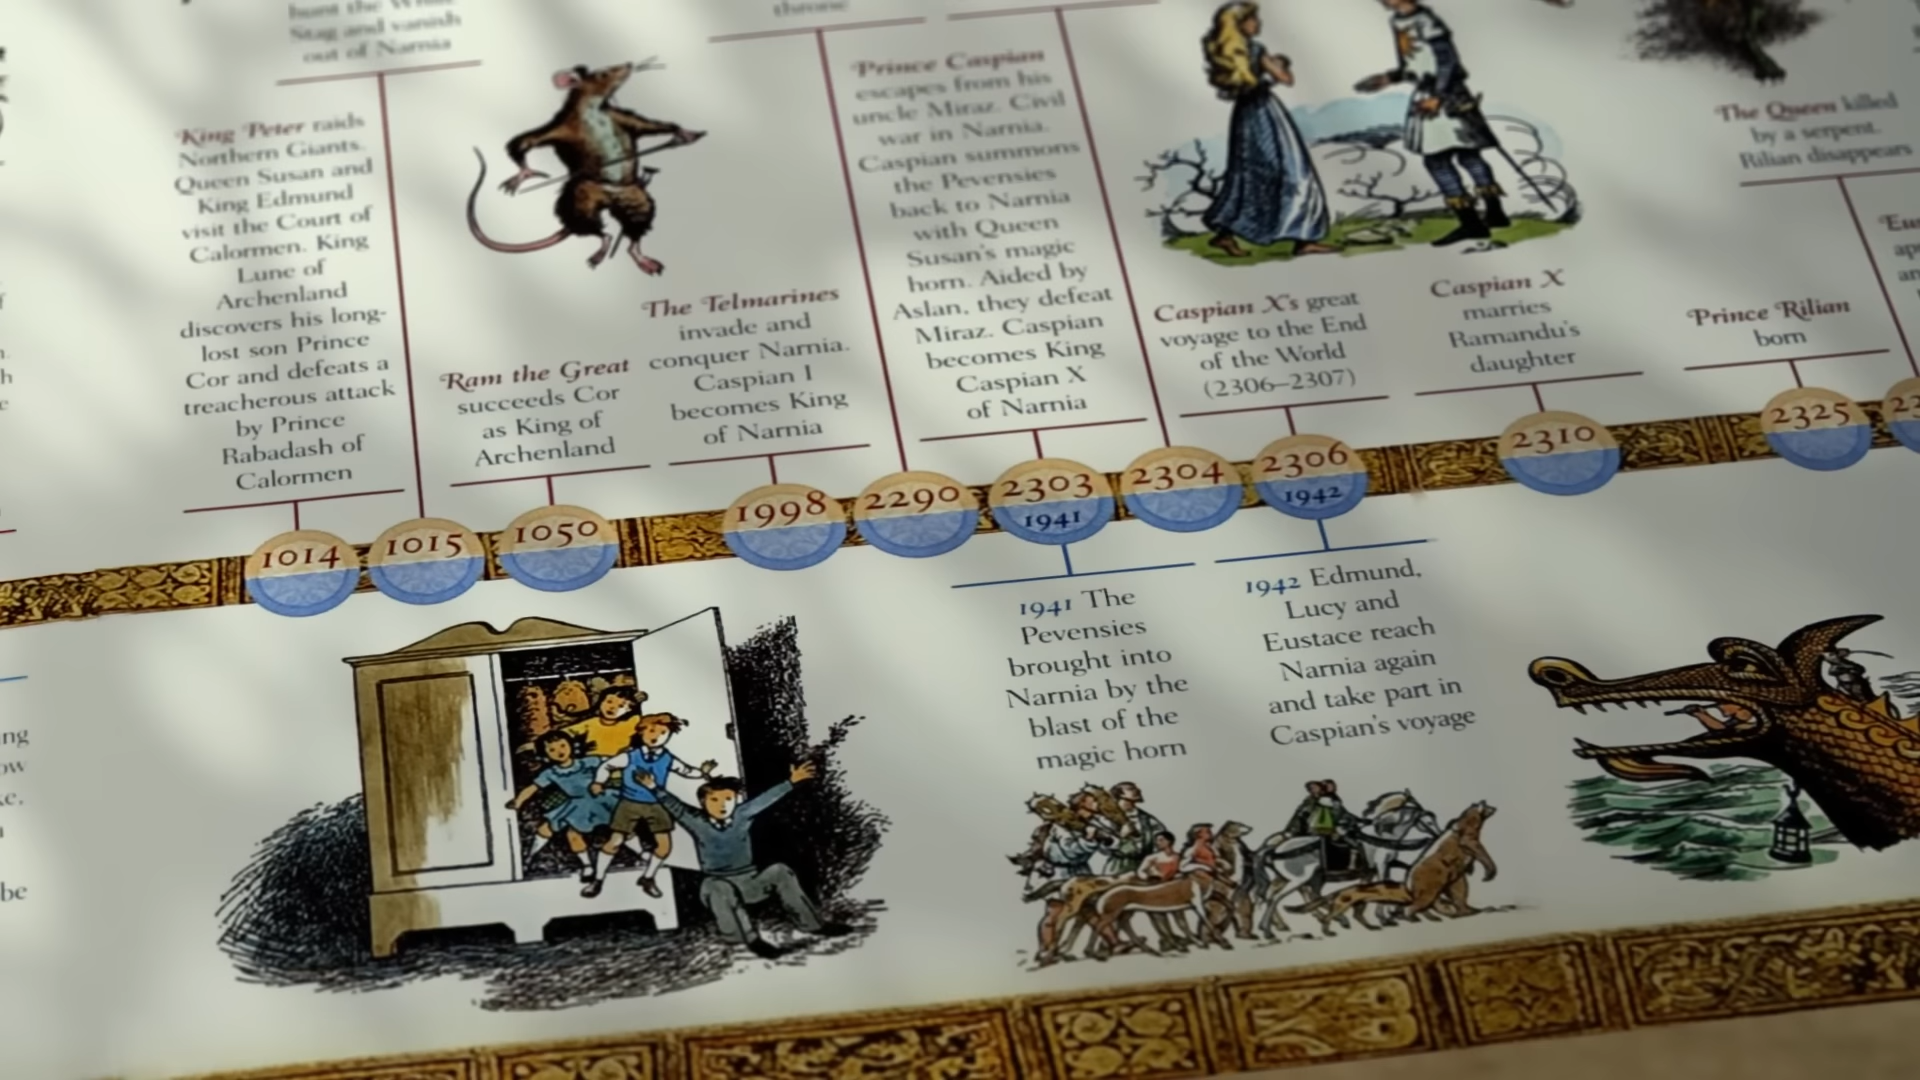 Stag and vanish
out of Narnia
throne
King Peter raids
Northern Giants.
Queen Susan and
King Edmund
visit the Court of
Calormen. King
Lune of
Archenland
discovers his long-
lost son Prince
Cor and defeats a
treacherous attack
by Prince
Rabadash of
Calormen
Ram the Great
succeeds Cor
as King of
Archenland
The Telmarines
invade and
conquer Narnia.
Caspian I
becomes King
of Narnia
Prince Caspian
escapes from his
uncle Miraz. Civil
war in Narnia.
Caspian summons
the Pevensies
back to Narnia
with Queen
Susan's magic
horn. Aided by
Aslan, they defeat
Miraz. Caspian
becomes King
Caspian X
of Narnia
Caspian X's great
voyage to the End
of the World
(2306–2307)
Caspian X
marries
Ramandu's
daughter
The Queen killed
by a serpent.
Rilian disappears
Prince Rilian
born
1014
1015
1050
1998
2290
2303
1941
2304
2306
1942
2310
2325
1941 The
Pevensies
brought into
Narnia by the
blast of the
magic horn
1942 Edmund,
Lucy and
Eustace reach
Narnia again
and take part in
Caspian's voyage
be